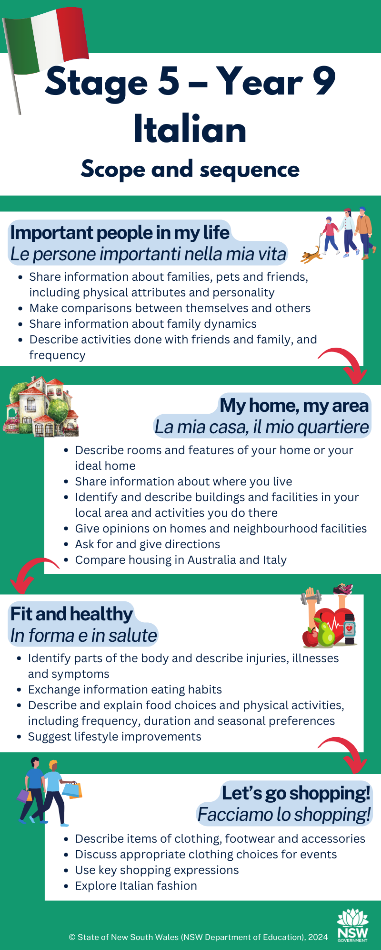 Stage 5 – Year 9
Italian
Scope and sequence
Important people in my life
Le persone importanti nella mia vita
• Share information about families, pets and friends,
including physical attributes and personality
• Make comparisons between themselves and others
• Share information about family dynamics
• Describe activities done with friends and family, and
frequency
My home, my area
La mia casa, il mio quartiere
• Describe rooms and features of your home or your
ideal home
• Share information about where you live
• Identify and describe buildings and facilities in your
local area and activities you do there
• Give opinions on homes and neighbourhood facilities
• Ask for and give directions
• Compare housing in Australia and Italy
Fit and healthy
In forma e in salute
• Identify parts of the body and describe injuries, illnesses
and symptoms
• Exchange information eating habits
• Describe and explain food choices and physical activities,
including frequency, duration and seasonal preferences
• Suggest lifestyle improvements
Let's go shopping!
Facciamo lo shopping!
• Describe items of clothing, footwear and accessories
• Discuss appropriate clothing choices for events
• Use key shopping expressions
• Explore Italian fashion
© State of New South Wales (NSW Department of Education), 2024
NSW
GOVERNMENT